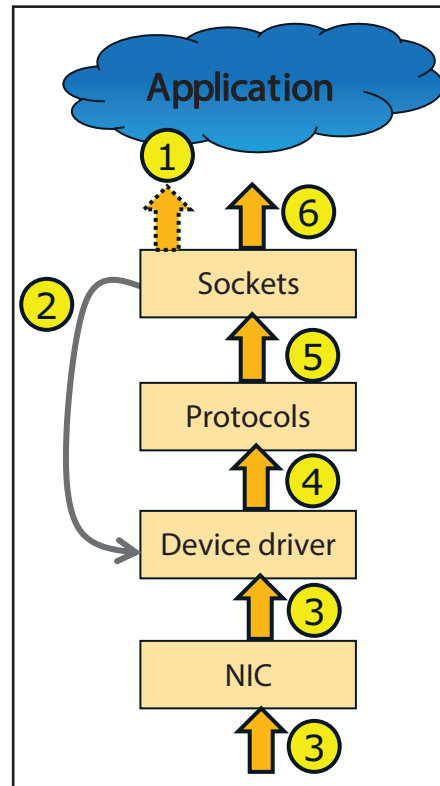 Application
1
6
Sockets
2
5
Protocols
4
Device driver
3
NIC
3